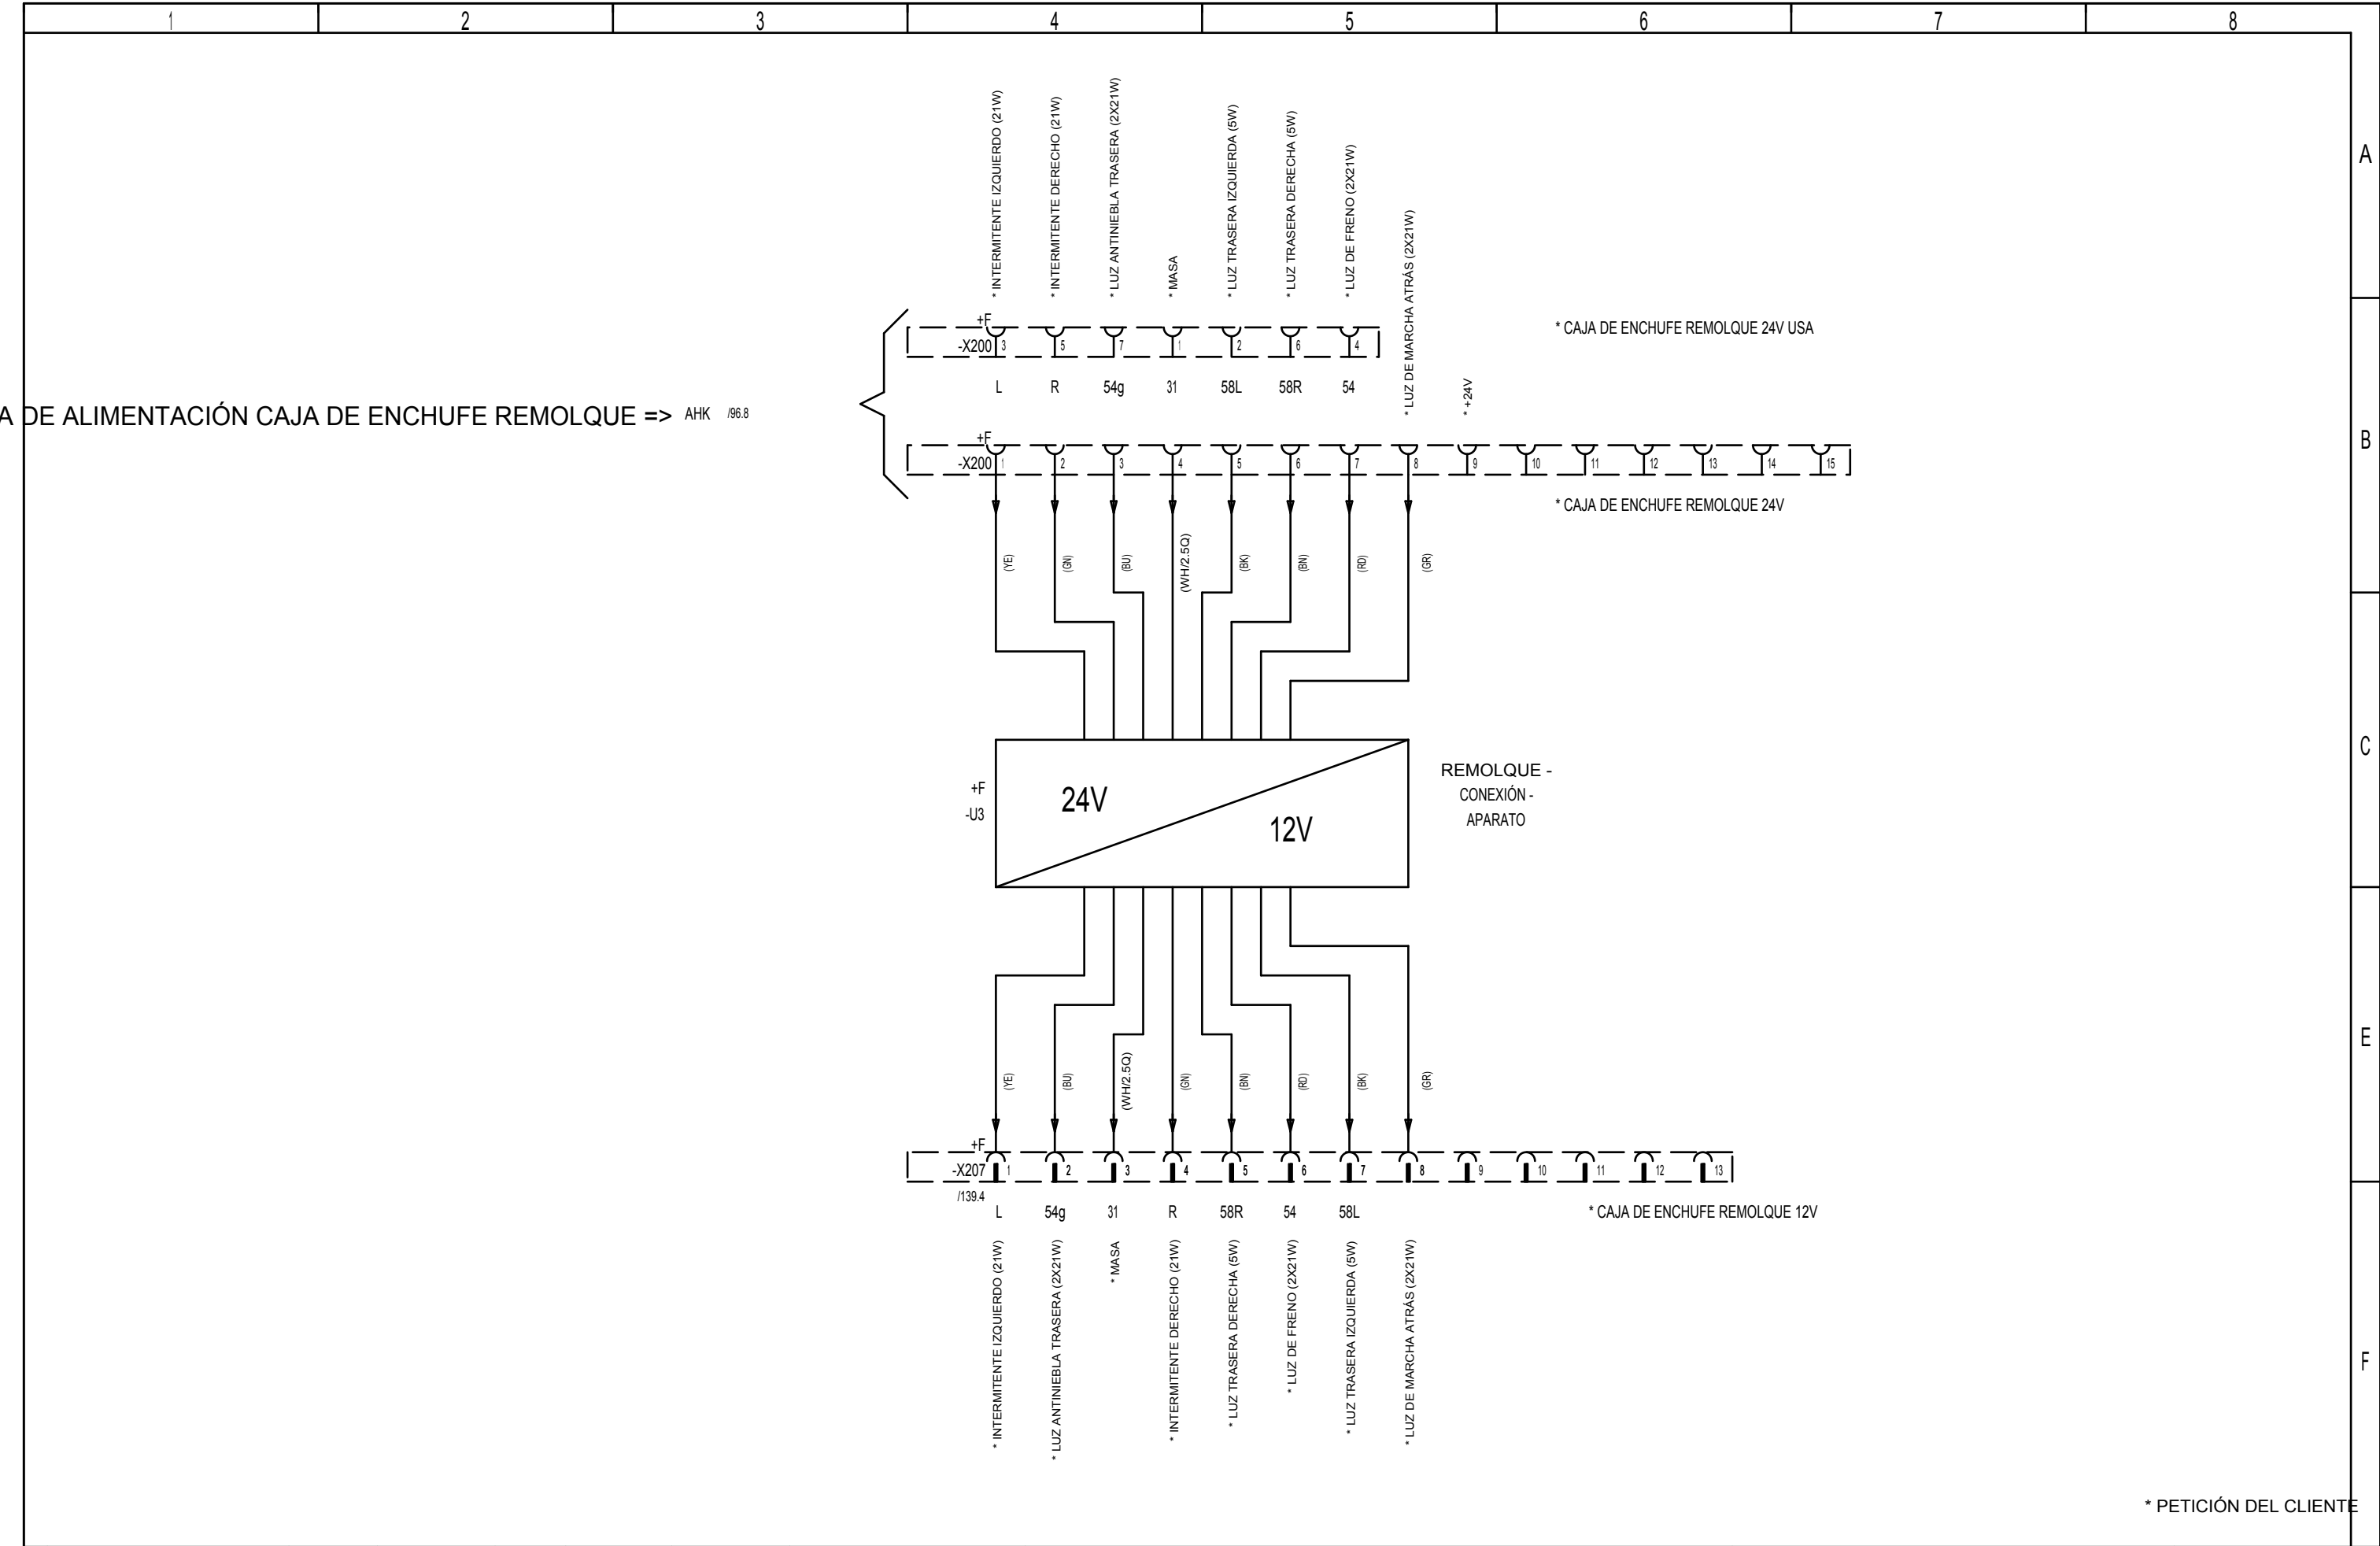 1 2 3 4 5 6 7 8
A
B
C
E
F
* INTERMITENTE IZQUIERDO (21W)
* INTERMITENTE DERECHO (21W)
* LUZ ANTINIEBLA TRASERA (2X21W)
* MASA
* LUZ TRASERA IZQUIERDA (5W)
* LUZ TRASERA DERECHA (5W)
* LUZ DE FRENO (2X21W)
* LUZ DE MARCHA ATRÁS (2X21W)
* +24V
+F
-X200 3 5 7 1 2 6 4
* CAJA DE ENCHUFE REMOLQUE 24V USA
L R 54g 31 58L 58R 54
A DE ALIMENTACIÓN CAJA DE ENCHUFE REMOLQUE => AHK /96.8
+F
-X200 1 2 3 4 5 6 7 8 9 10 11 12 13 14 15
* CAJA DE ENCHUFE REMOLQUE 24V
(YE) (GN) (BU) (WH/2.5Q) (BK) (BN) (RD) (GR)
+F
-U3
24V
12V
REMOLQUE -
CONEXIÓN -
APARATO
(YE) (BU) (WH/2.5Q) (GN) (BN) (RD) (BK) (GR)
+F
-X207 1 2 3 4 5 6 7 8 9 10 11 12 13
/139.4
L 54g 31 R 58R 54 58L
* CAJA DE ENCHUFE REMOLQUE 12V
* INTERMITENTE IZQUIERDO (21W)
* LUZ ANTINIEBLA TRASERA (2X21W)
* MASA
* INTERMITENTE DERECHO (21W)
* LUZ TRASERA DERECHA (5W)
* LUZ DE FRENO (2X21W)
* LUZ TRASERA IZQUIERDA (5W)
* LUZ DE MARCHA ATRÁS (2X21W)
* PETICIÓN DEL CLIENTE